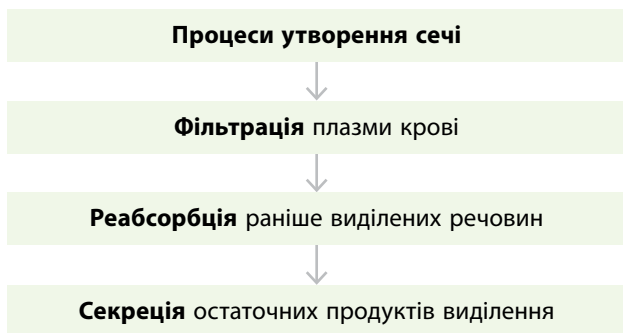 Процеси утворення сечі
Фільтрація плазми крові
Реабсорбція раніше виділених речовин
Секреція остаточних продуктів виділення